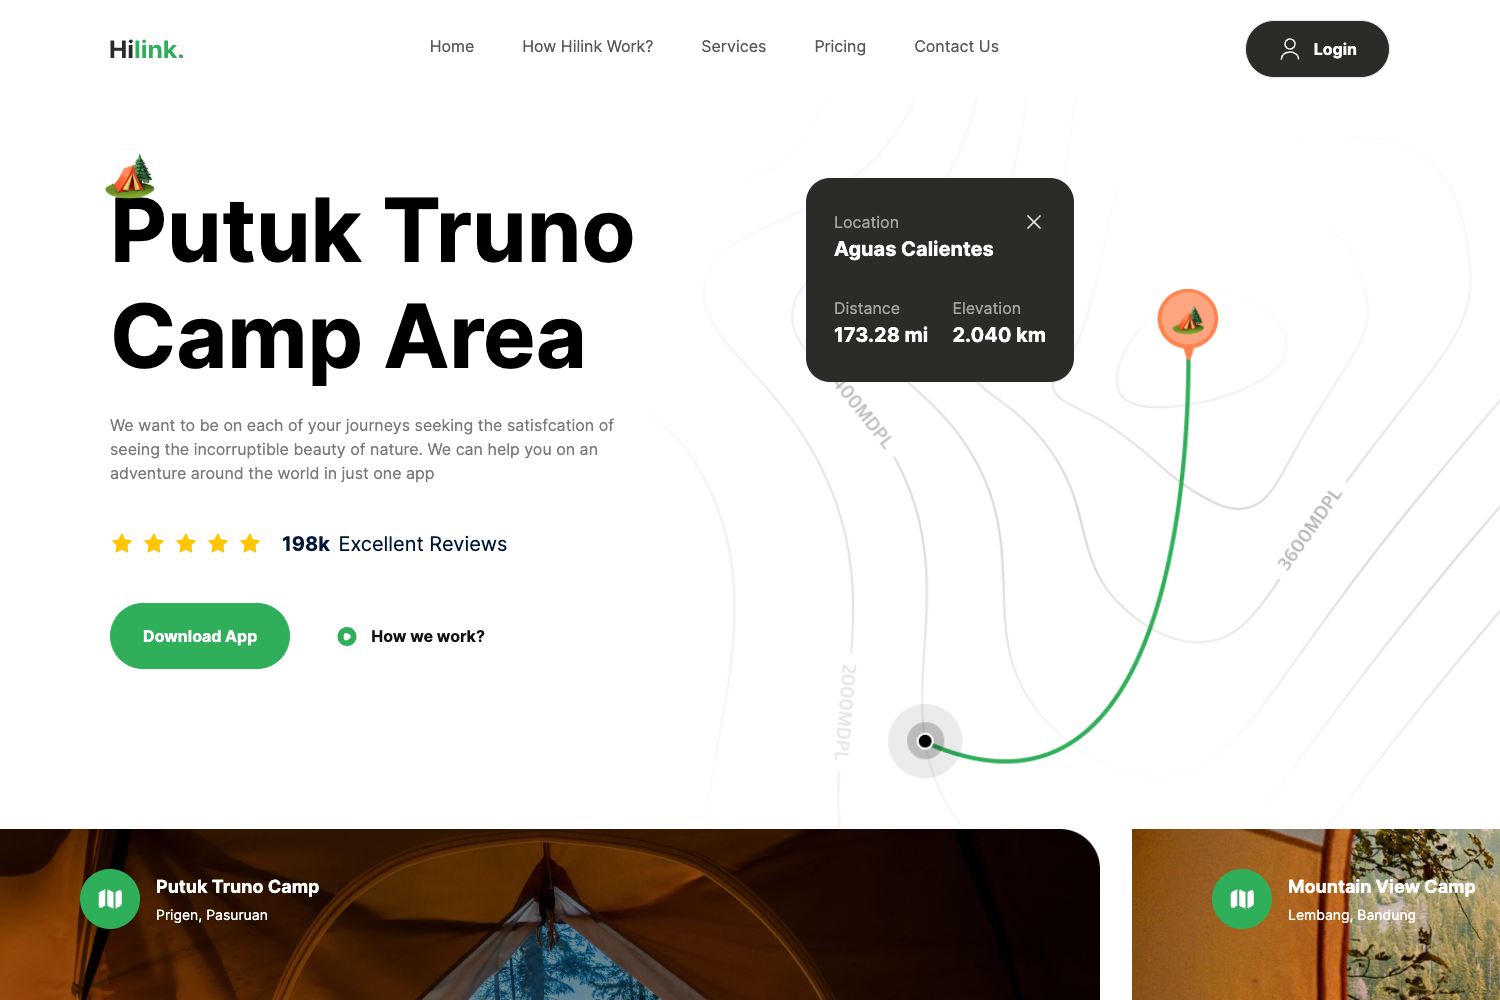 Hilink.
Home
How Hilink Work?
Services
Pricing
Contact Us
Login
Putuk Truno
Camp Area
We want to be on each of your journeys seeking the satisfcation of
seeing the incorruptible beauty of nature. We can help you on an
adventure around the world in just one app
198k Excellent Reviews
Download App
How we work?
Location
Aguas Calientes
Distance
Elevation
173.28 mi
2.040 km
400MDPL
3600MDPL
2000MDPL
Putuk Truno Camp
Prigen, Pasuruan
Mountain View Camp
Lembang, Bandung